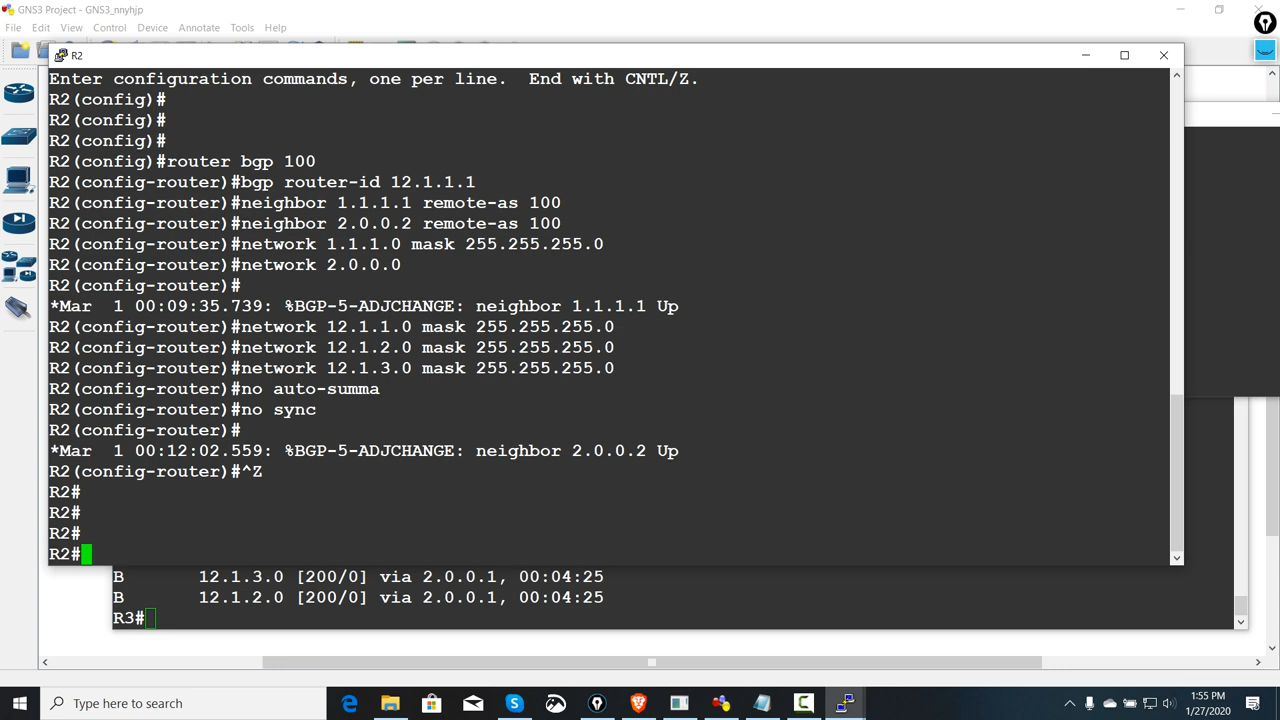 GNS3 Project - GNS3_nnyhjp
File Edit View Control Device Annotate Tools Help
R2
Enter configuration commands, one per line.  End with CNTL/Z.
R2(config)#
R2(config)#
R2(config)#
R2(config)#router bgp 100
R2(config-router)#bgp router-id 12.1.1.1
R2(config-router)#neighbor 1.1.1.1 remote-as 100
R2(config-router)#neighbor 2.0.0.2 remote-as 100
R2(config-router)#network 1.1.1.0 mask 255.255.255.0
R2(config-router)#network 2.0.0.0
R2(config-router)#
*Mar  1 00:09:35.739: %BGP-5-ADJCHANGE: neighbor 1.1.1.1 Up
R2(config-router)#network 12.1.1.0 mask 255.255.255.0
R2(config-router)#network 12.1.2.0 mask 255.255.255.0
R2(config-router)#network 12.1.3.0 mask 255.255.255.0
R2(config-router)#no auto-summa
R2(config-router)#no sync
R2(config-router)#
*Mar  1 00:12:02.559: %BGP-5-ADJCHANGE: neighbor 2.0.0.2 Up
R2(config-router)#^Z
R2#
R2#
R2#
R2#
B       12.1.3.0 [200/0] via 2.0.0.1, 00:04:25
B       12.1.2.0 [200/0] via 2.0.0.1, 00:04:25
R3#
Type here to search
1:55 PM
1/27/2020